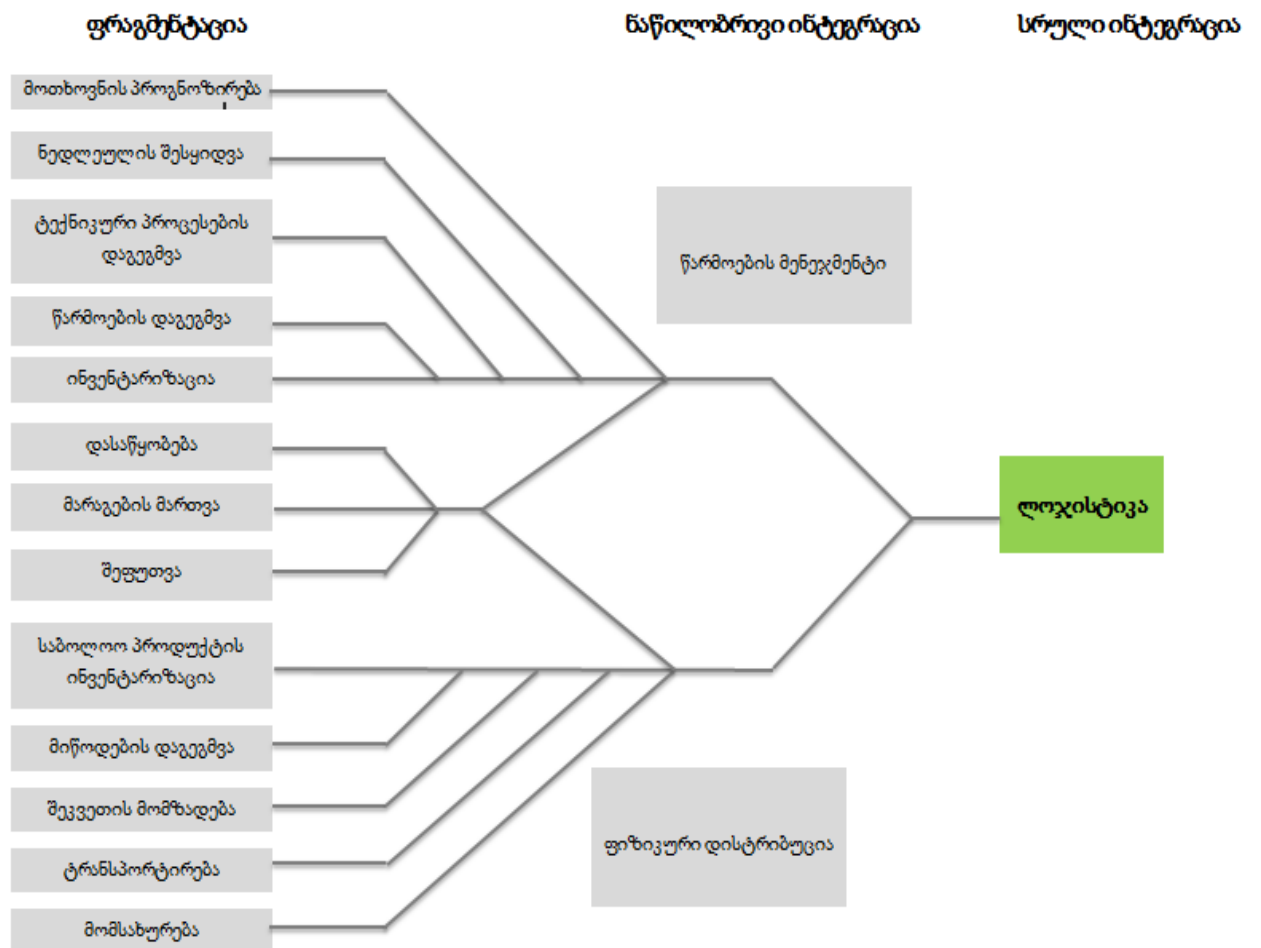 ფრაგმენტაცია
ნაწილობრივი ინტეგრაცია
სრული ინტეგრაცია
მოთხოვნის პროგნოზირება
ნედლეულის შესყიდვა
ტექნიკური პროცესების
დაგეგმვა
წარმოების დაგეგმვა
ინვენტარიზაცია
დასაწყობება
მარაგების მართვა
შეფუთვა
საბოლოო პროდუქტის
ინვენტარიზაცია
მიწოდების დაგეგმვა
შეკვეთის მომზადება
ტრანსპორტირება
მომსახურება
წარმოების მენეჯმენტი
ფიზიკური დისტრიბუცია
ლოჯისტიკა